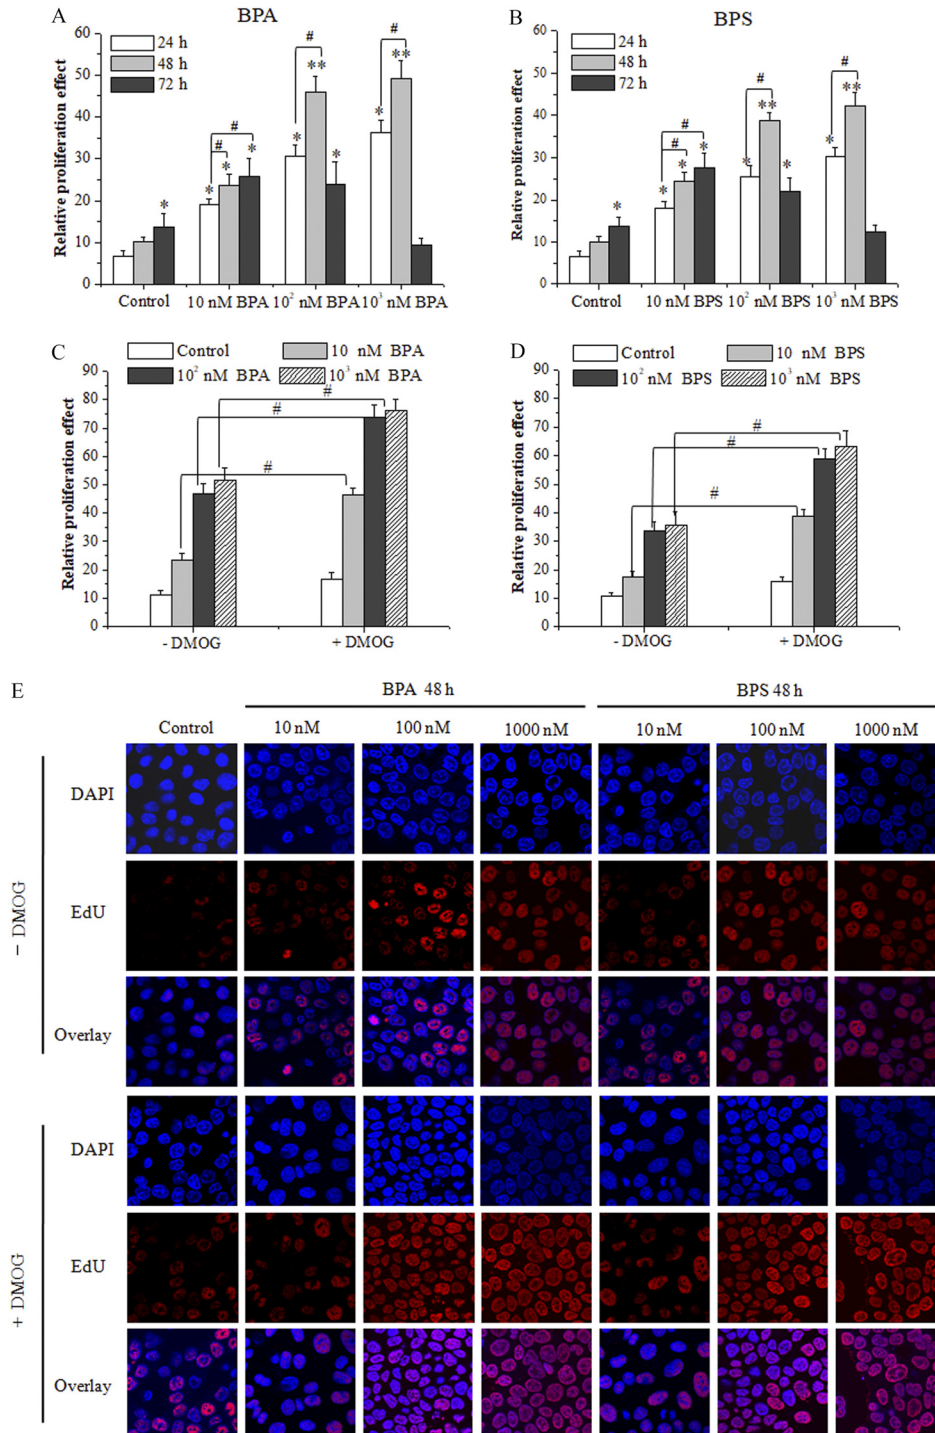 A
BPA
Relative proliferation effect
60
50
40
30
20
10
0
24 h
48 h
72 h
*
*
#
*
#
*
*
#
**
*
*
#
**
Control
10 nM BPA
10² nM BPA
10³ nM BPA
B
BPS
Relative proliferation effect
60
50
40
30
20
10
0
24 h
48 h
72 h
*
*
#
*
#
*
*
#
**
*
*
#
**
Control
10 nM BPS
10² nM BPS
10³ nM BPS
C
Control
10 nM BPA
10² nM BPA
10³ nM BPA
Relative proliferation effect
90
80
70
60
50
40
30
20
10
0
#
#
#
- DMOG
+ DMOG
D
Control
10 nM BPS
10² nM BPS
10³ nM BPS
Relative proliferation effect
90
80
70
60
50
40
30
20
10
0
#
#
#
- DMOG
+ DMOG
E
BPA 48 h
BPS 48 h
Control
10 nM
100 nM
1000 nM
10 nM
100 nM
1000 nM
– DMOG
DAPI
EdU
Overlay
+ DMOG
DAPI
EdU
Overlay